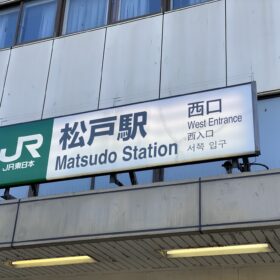 JR
JR東日本
松戸駅
Matsudo Station
西口
West Entrance
西入口
서쪽 입구